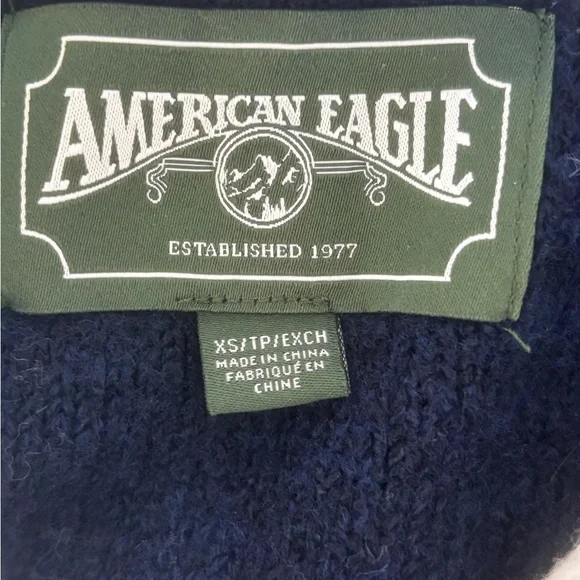 AMERICAN EAGLE
ESTABLISHED 1977
XS/TP/EXCH
MADE IN CHINA
FABRIQUÉ EN
CHINE